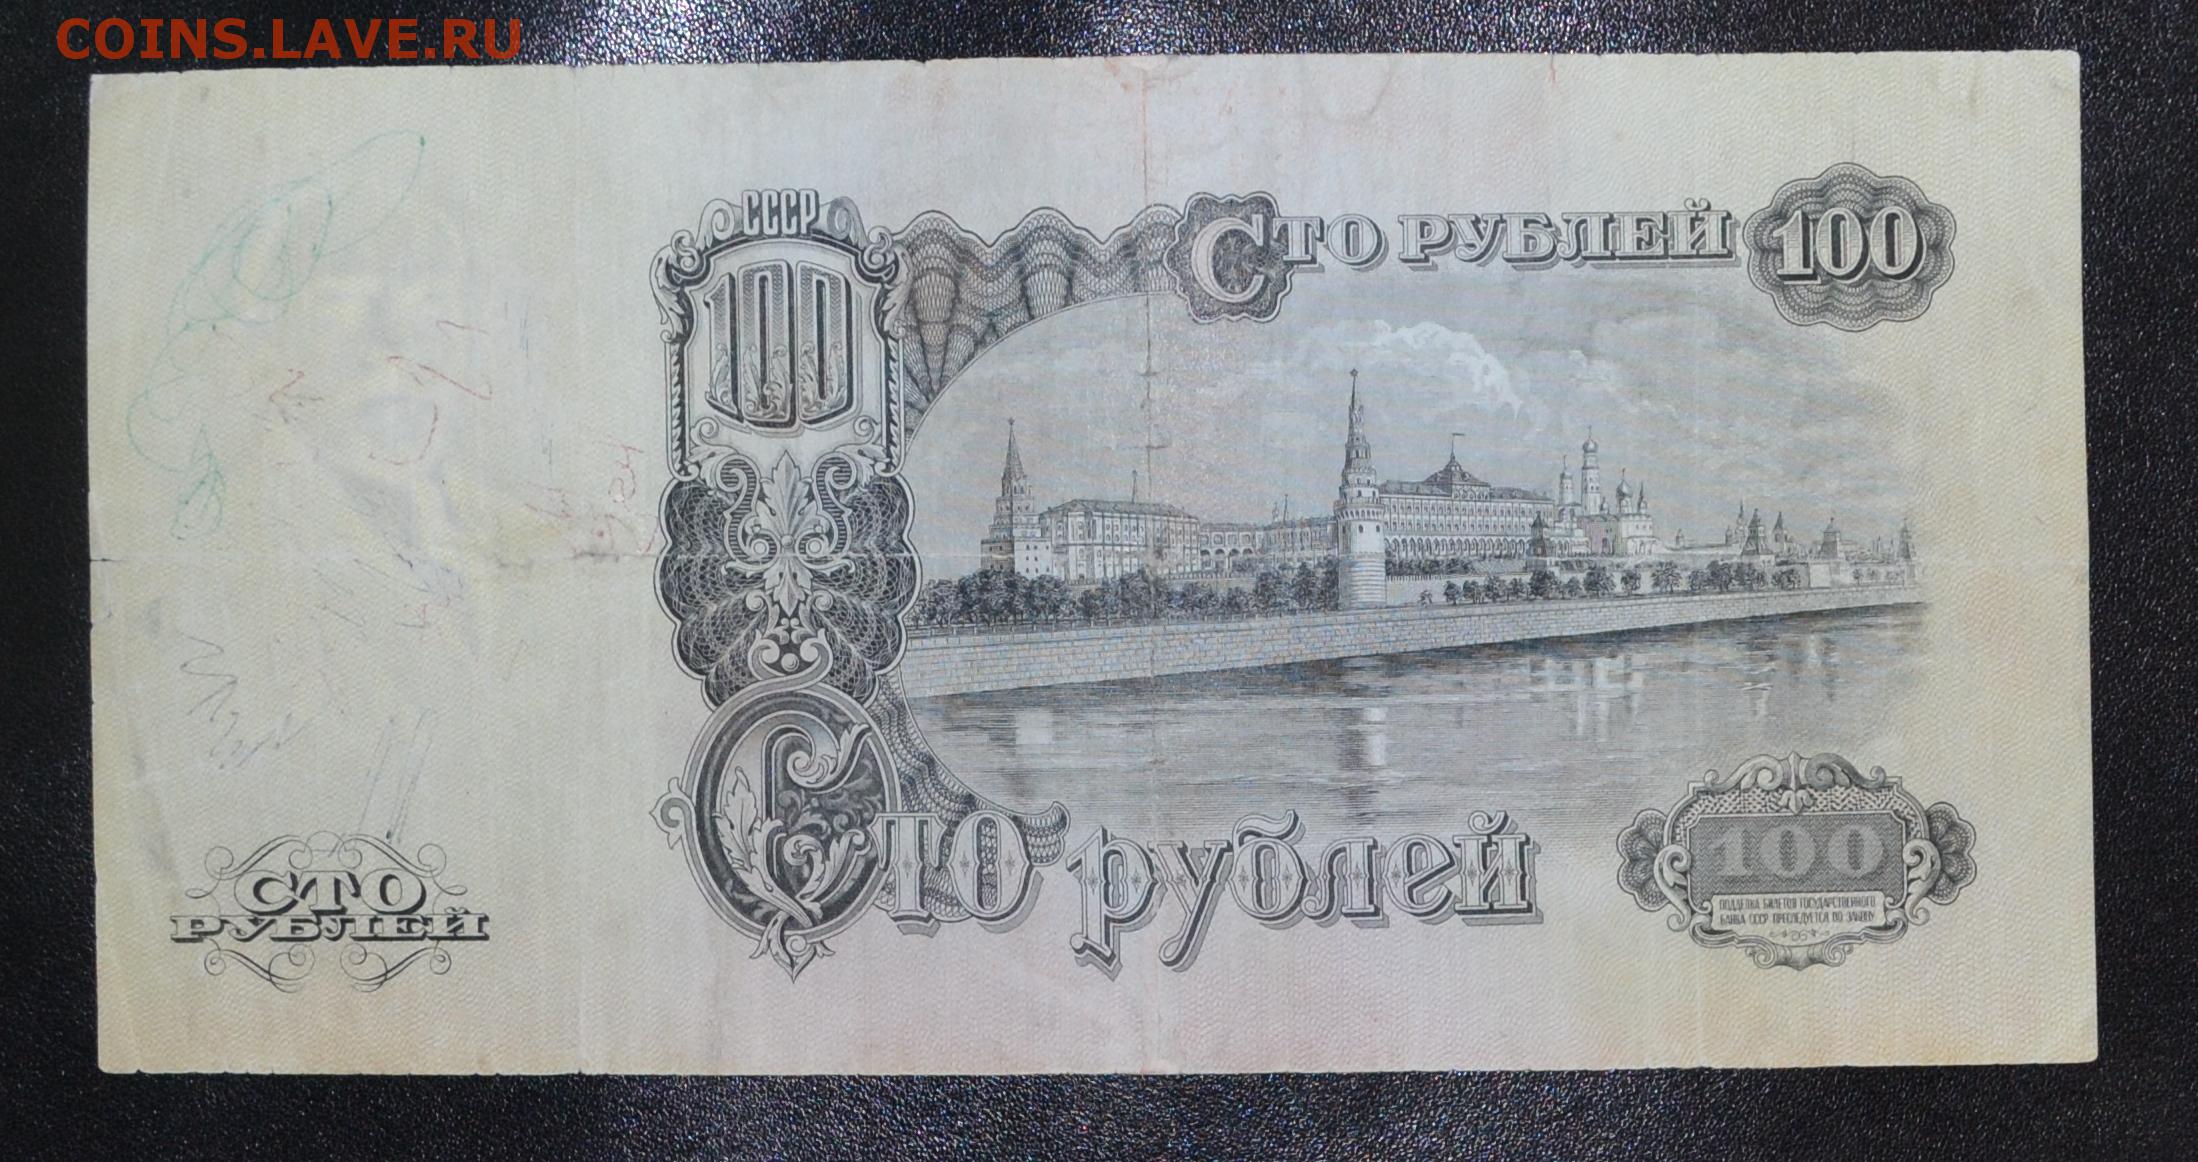 COINS.LAVE.RU
СССР
100
Сто рублей
100
Сто рублей
СТО
РУБЛЕЙ
100
ПОДДЕЛКА БИЛЕТОВ ГОСУДАРСТВЕННОГО
БАНКА СССР ПРЕСЛЕДУЕТСЯ ПО ЗАКОНУ